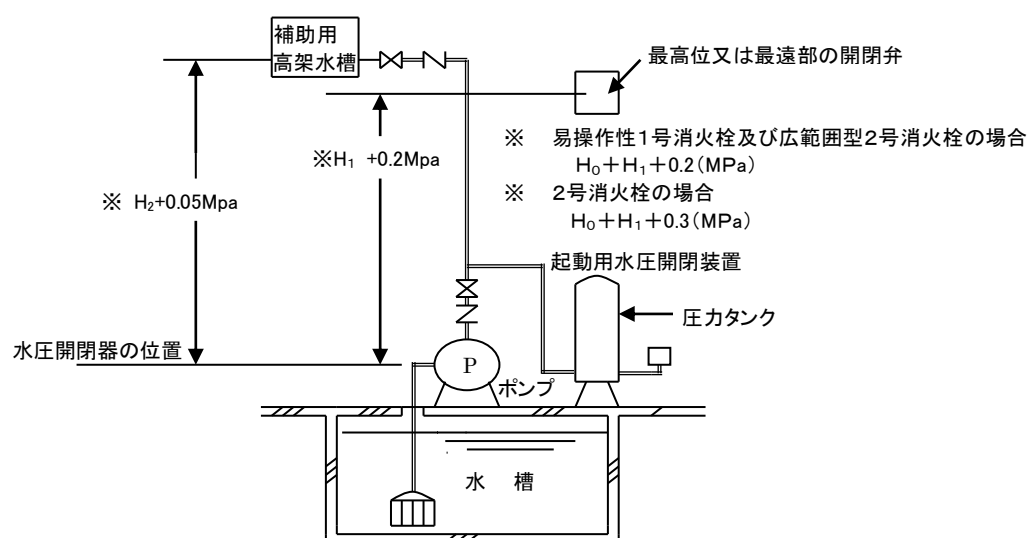 補助用
高架水槽
最高位又は最遠部の開閉弁
※H₁ +0.2Mpa
※ 易操作性1号消火栓及び広範囲型2号消火栓の場合
H₀+H₁+0.2(MPa)
※ H₂+0.05Mpa
※ 2号消火栓の場合
H₀+H₁+0.3(MPa)
起動用水圧開閉装置
圧力タンク
水圧開閉器の位置
P
ポンプ
水 槽